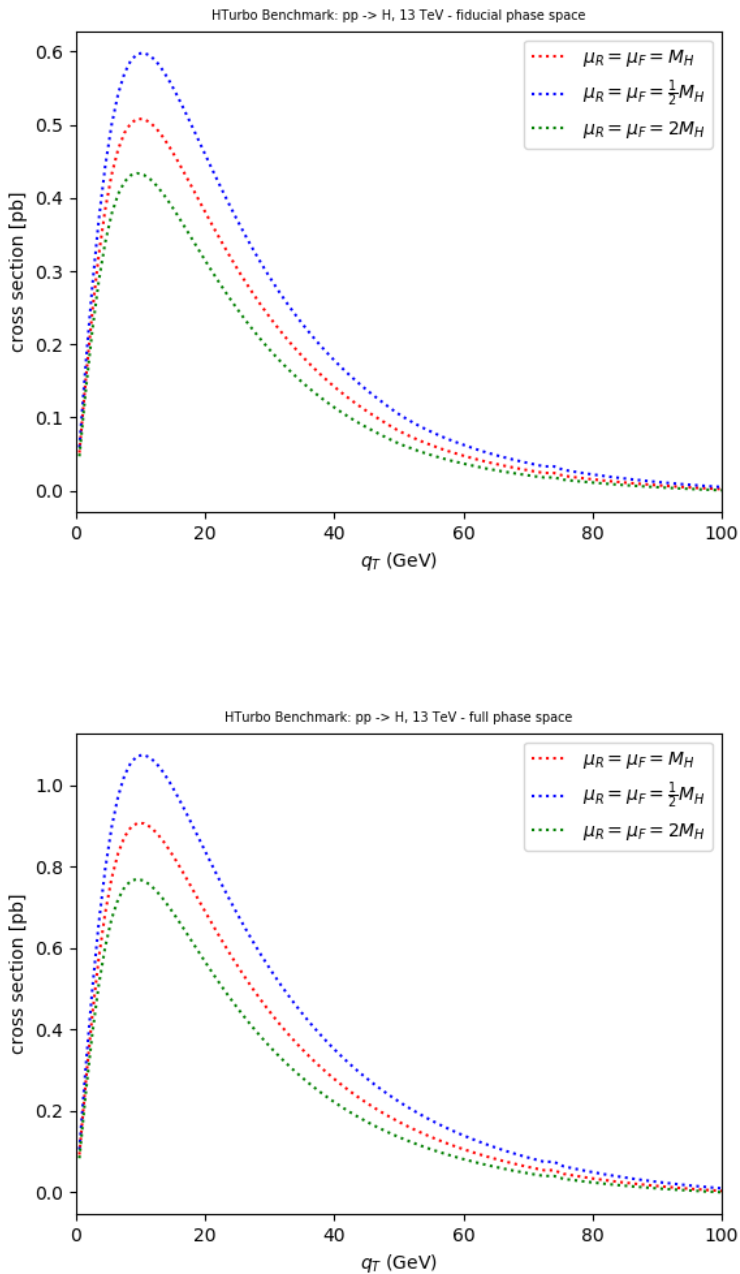 HTurbo Benchmark: pp -> H, 13 TeV - fiducial phase space
0.6
0.5
0.4
0.3
0.2
0.1
0.0
cross section [pb]
μ_R = μ_F = M_H
μ_R = μ_F = 1/2 M_H
μ_R = μ_F = 2M_H
0 20 40 60 80 100
q_T (GeV)
HTurbo Benchmark: pp -> H, 13 TeV - full phase space
1.0
0.8
0.6
0.4
0.2
0.0
cross section [pb]
μ_R = μ_F = M_H
μ_R = μ_F = 1/2 M_H
μ_R = μ_F = 2M_H
0 20 40 60 80 100
q_T (GeV)